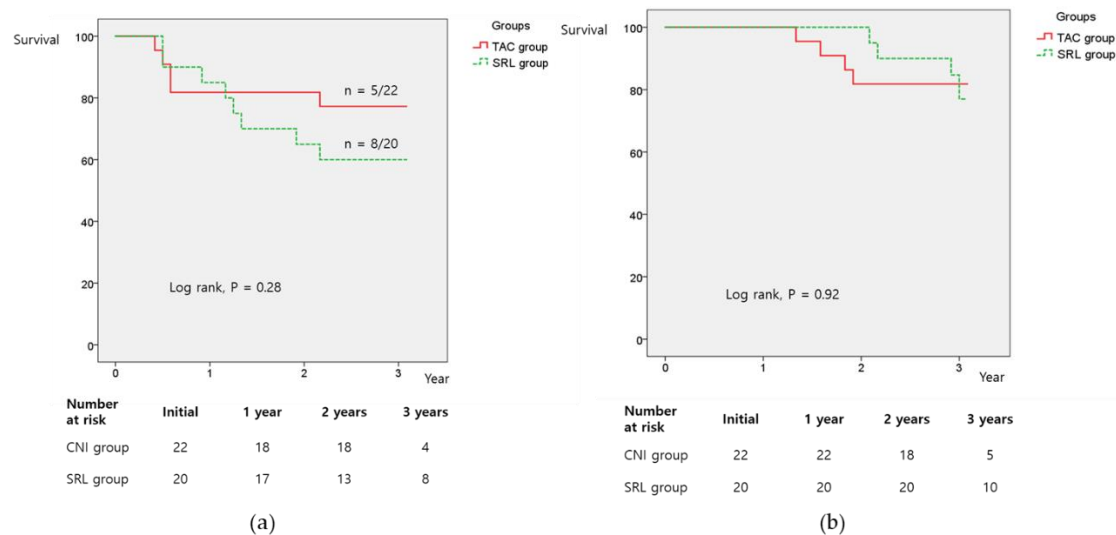 Survival
Groups
TAC group
SRL group
100
80
60
40
20
0
n = 5/22
n = 8/20
Log rank, P = 0.28
0 1 2 3
Year
Number at risk Initial 1 year 2 years 3 years
CNI group 22 18 18 4
SRL group 20 17 13 8
(a)
Survival
Groups
TAC group
SRL group
100
80
60
40
20
0
Log rank, P = 0.92
0 1 2 3
Year
Number at risk Initial 1 year 2 years 3 years
CNI group 22 22 18 5
SRL group 20 20 20 10
(b)